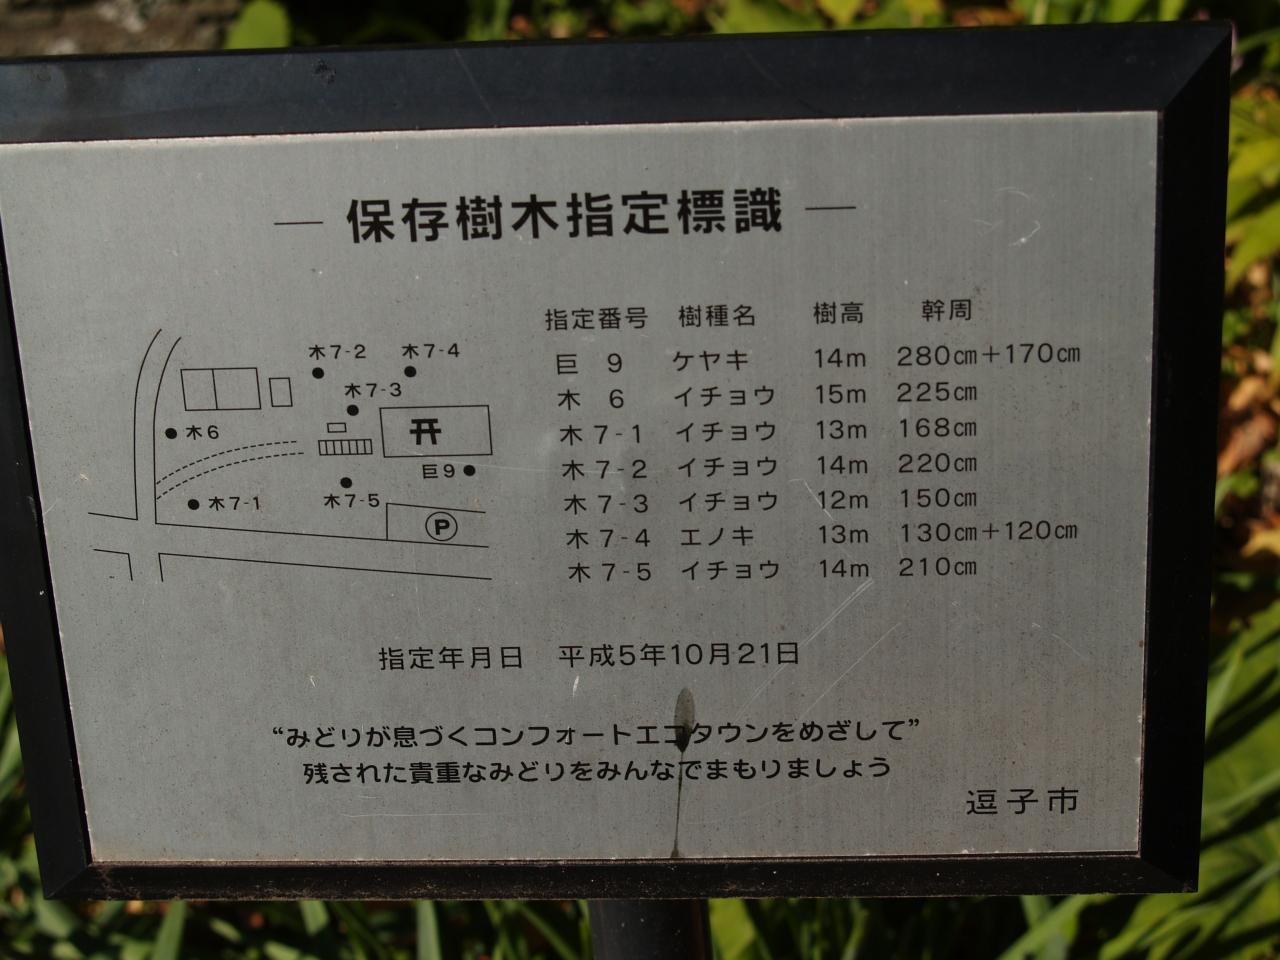 ― 保存樹木指定標識 ―
指定番号 樹種名 樹高 幹周
巨 9 ケヤキ 14m 280㎝+170㎝
木 6 イチョウ 15m 225㎝
木 7-1 イチョウ 13m 168㎝
木 7-2 イチョウ 14m 220㎝
木 7-3 イチョウ 12m 150㎝
木 7-4 エノキ 13m 130㎝+120㎝
木 7-5 イチョウ 14m 210㎝
木7-2 木7-4
木7-3
木6
巨9
木7-1 木7-5
P
指定年月日 平成5年10月21日
“みどりが息づくコンフォートエコタウンをめざして”
残された貴重なみどりをみんなでまもりましょう
逗子市